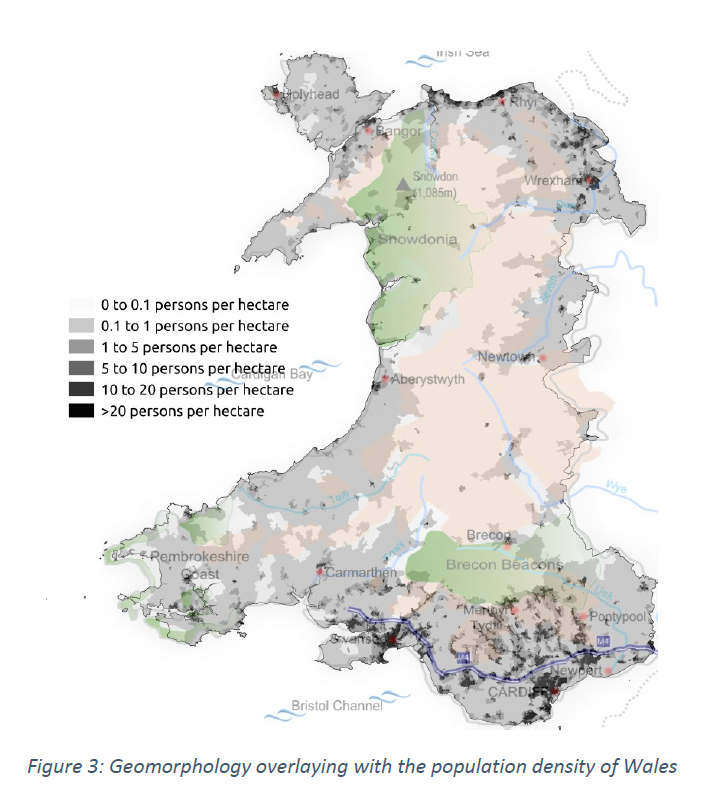 Irish Sea
Holyhead
Rhyl
Bangor
Snowdon
(1,085m)
Wrexham
Dee
Snowdonia
0 to 0.1 persons per hectare
0.1 to 1 persons per hectare
1 to 5 persons per hectare
5 to 10 persons per hectare
10 to 20 persons per hectare
>20 persons per hectare
Severn
Newtown
Cardigan Bay
Aberystwyth
Teifi
Wye
Brecon
Brecon Beacons
Pembrokeshire
Coast
Carmarthen
Usk
Merthyr
Tydfil
Pontypool
Swansea
M4
M4
Newport
CARDIFF
Bristol Channel
Figure 3: Geomorphology overlaying with the population density of Wales